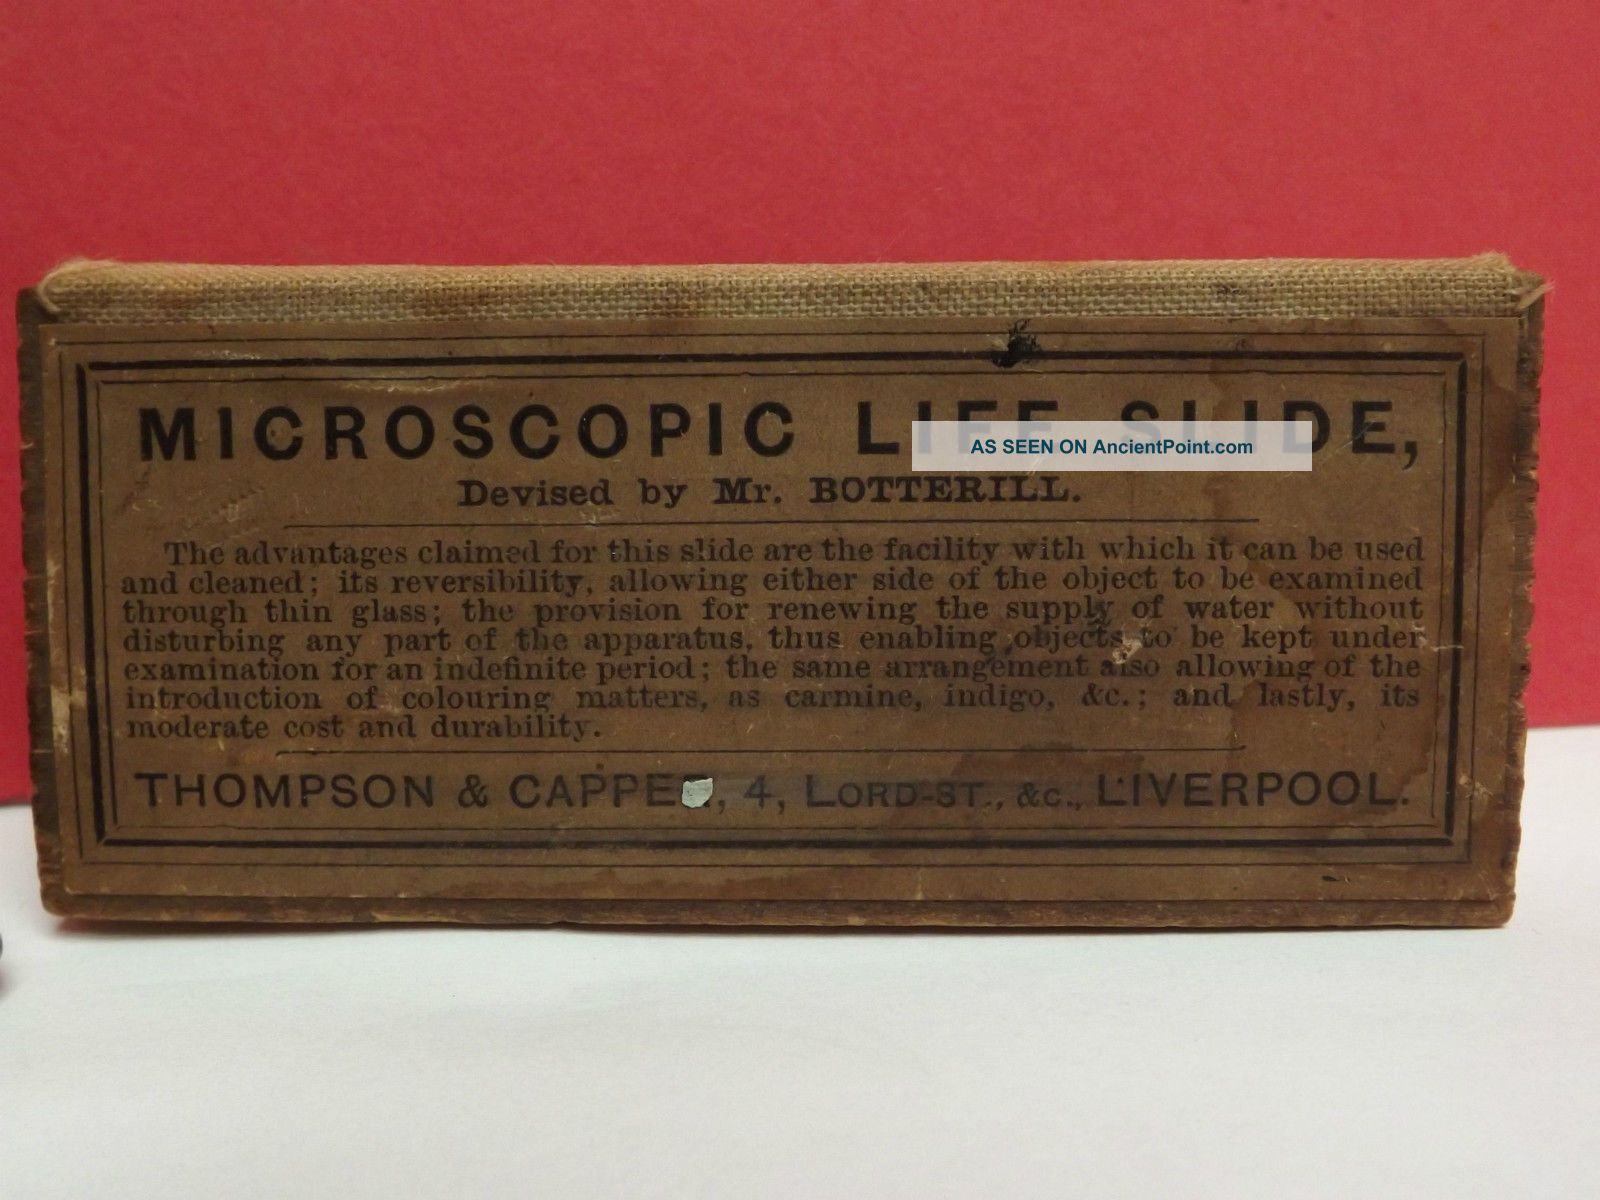 MICROSCOPIC LIFE SLIDE,
AS SEEN ON AncientPoint.com
Devised by Mr. BOTTERILL.
The advantages claimed for this slide are the facility with which it can be used
and cleaned; its reversibility, allowing either side of the object to be examined
through thin glass; the provision for renewing the supply of water without
disturbing any part of the apparatus, thus enabling objects to be kept under
examination for an indefinite period; the same arrangement also allowing of the
introduction of colouring matters, as carmine, indigo, &c.; and lastly, its
moderate cost and durability.
THOMPSON & CAPPE , 4, LORD-ST., &c., LIVERPOOL.